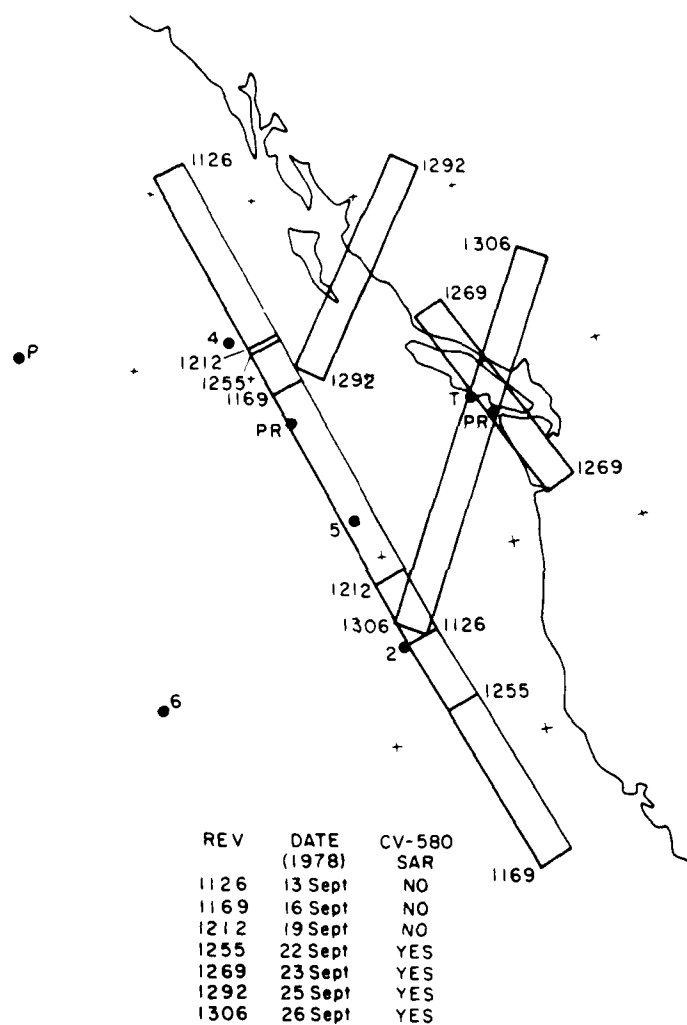 1126
1292
1306
1269
4
P
1212
1255
1292
1169
T
PR
PR
1269
5
1212
1306
1126
2
1255
6
1169
REV DATE CV-580
(1978) SAR
1126 13 Sept NO
1169 16 Sept NO
1212 19 Sept NO
1255 22 Sept YES
1269 23 Sept YES
1292 25 Sept YES
1306 26 Sept YES